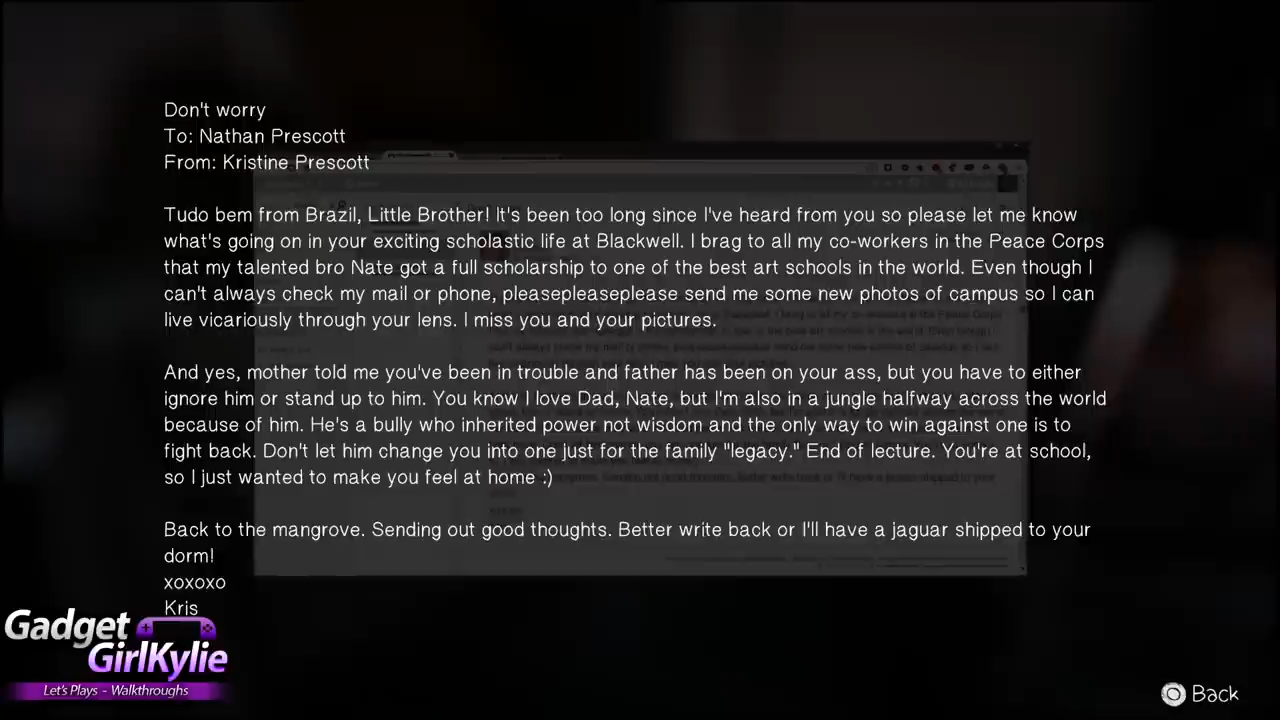 Don't worry
To: Nathan Prescott
From: Kristine Prescott
Tudo bem from Brazil, Little Brother! It's been too long since I've heard from you so please let me know
what's going on in your exciting scholastic life at Blackwell. I brag to all my co-workers in the Peace Corps
that my talented bro Nate got a full scholarship to one of the best art schools in the world. Even though I
can't always check my mail or phone, pleasepleaseplease send me some new photos of campus so I can
live vicariously through your lens. I miss you and your pictures.
And yes, mother told me you've been in trouble and father has been on your ass, but you have to either
ignore him or stand up to him. You know I love Dad, Nate, but I'm also in a jungle halfway across the world
because of him. He's a bully who inherited power not wisdom and the only way to win against one is to
fight back. Don't let him change you into one just for the family "legacy." End of lecture. You're at school,
so I just wanted to make you feel at home :)
Back to the mangrove. Sending out good thoughts. Better write back or I'll have a jaguar shipped to your
dorm!
xoxoxo
Kris
Gadget
GirlKylie
Let's Plays - Walkthroughs
Back